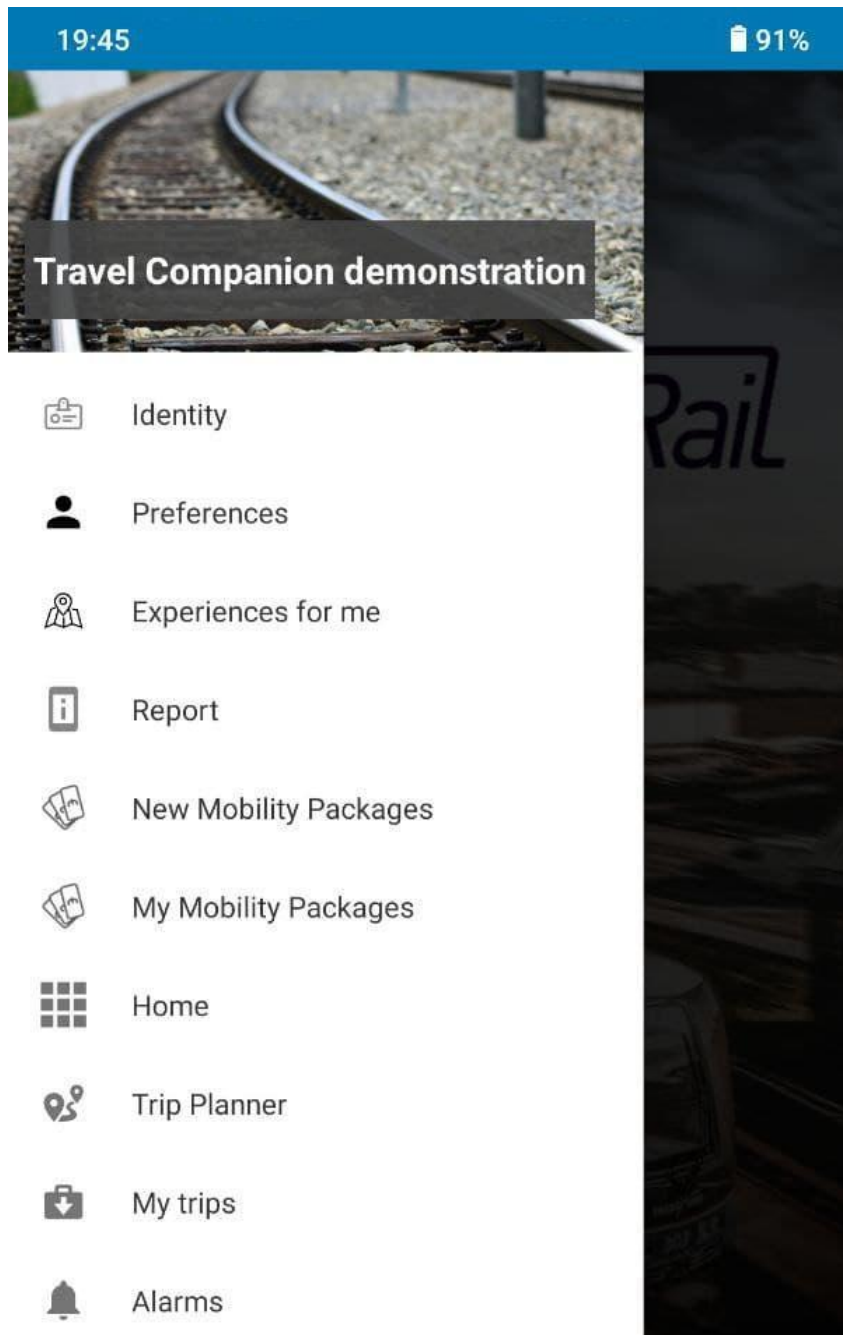 19:45 91%
Travel Companion demonstration
Rail
Identity
Preferences
Experiences for me
Report
New Mobility Packages
My Mobility Packages
Home
Trip Planner
My trips
Alarms